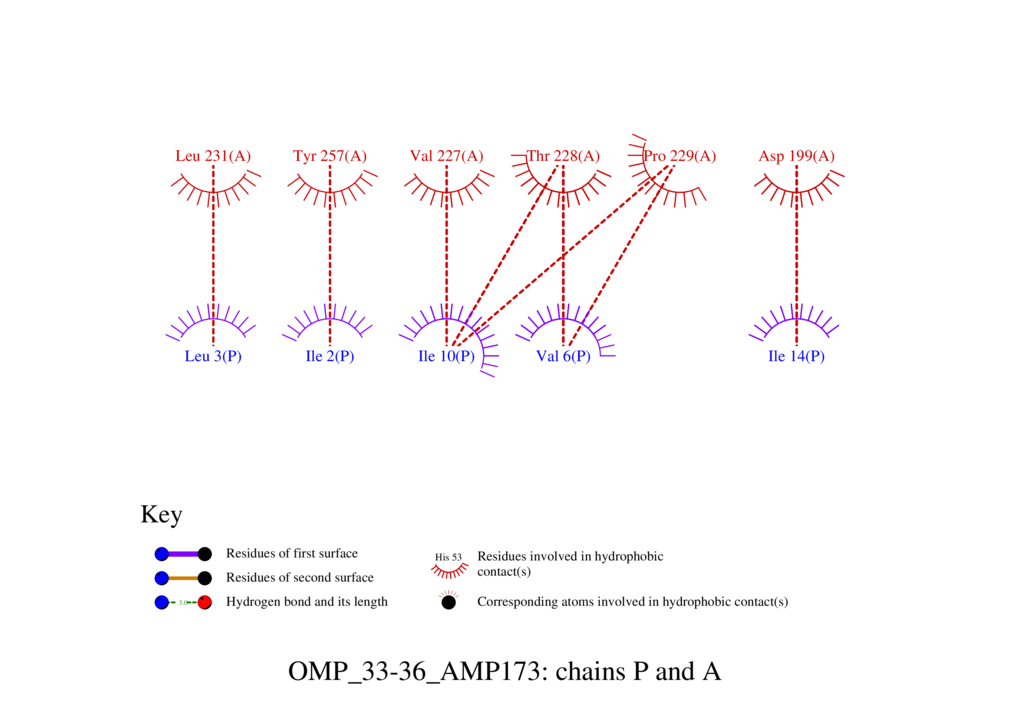 Leu 231(A) Tyr 257(A) Val 227(A) Thr 228(A) Pro 229(A) Asp 199(A)
Leu 3(P) Ile 2(P) Ile 10(P) Val 6(P) Ile 14(P)
Key
Residues of first surface
Residues of second surface
3.0 Hydrogen bond and its length
His 53 Residues involved in hydrophobic
contact(s)
Corresponding atoms involved in hydrophobic contact(s)
OMP_33-36_AMP173: chains P and A